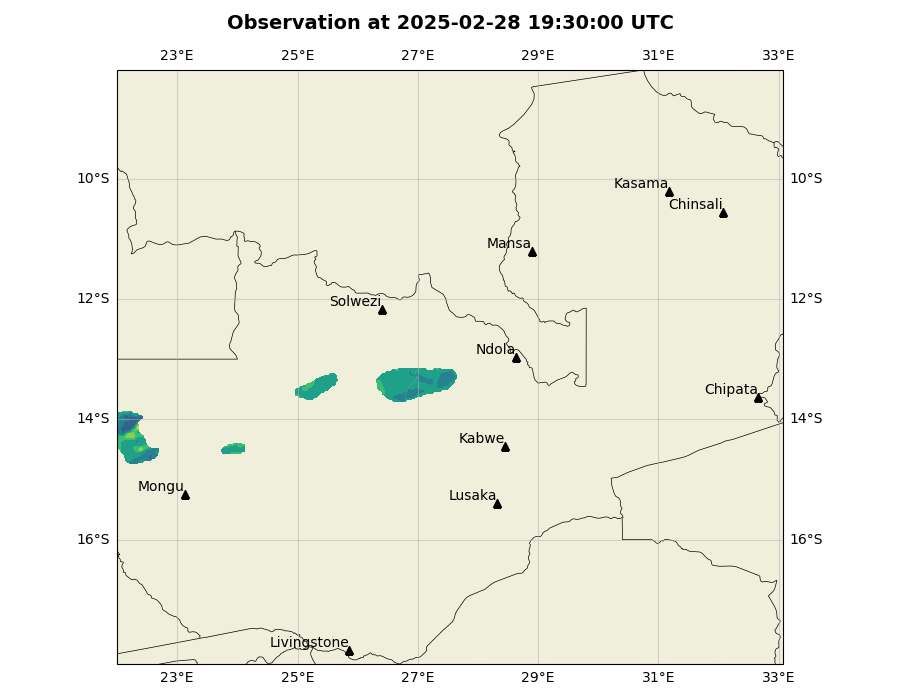 Observation at 2025-02-28 19:30:00 UTC
23°E 25°E 27°E 29°E 31°E 33°E
10°S 10°S
Kasama
Chinsali
Mansa
12°S 12°S
Solwezi
Ndola
Chipata
14°S 14°S
Kabwe
Mongu
Lusaka
16°S 16°S
Livingstone
23°E 25°E 27°E 29°E 31°E 33°E